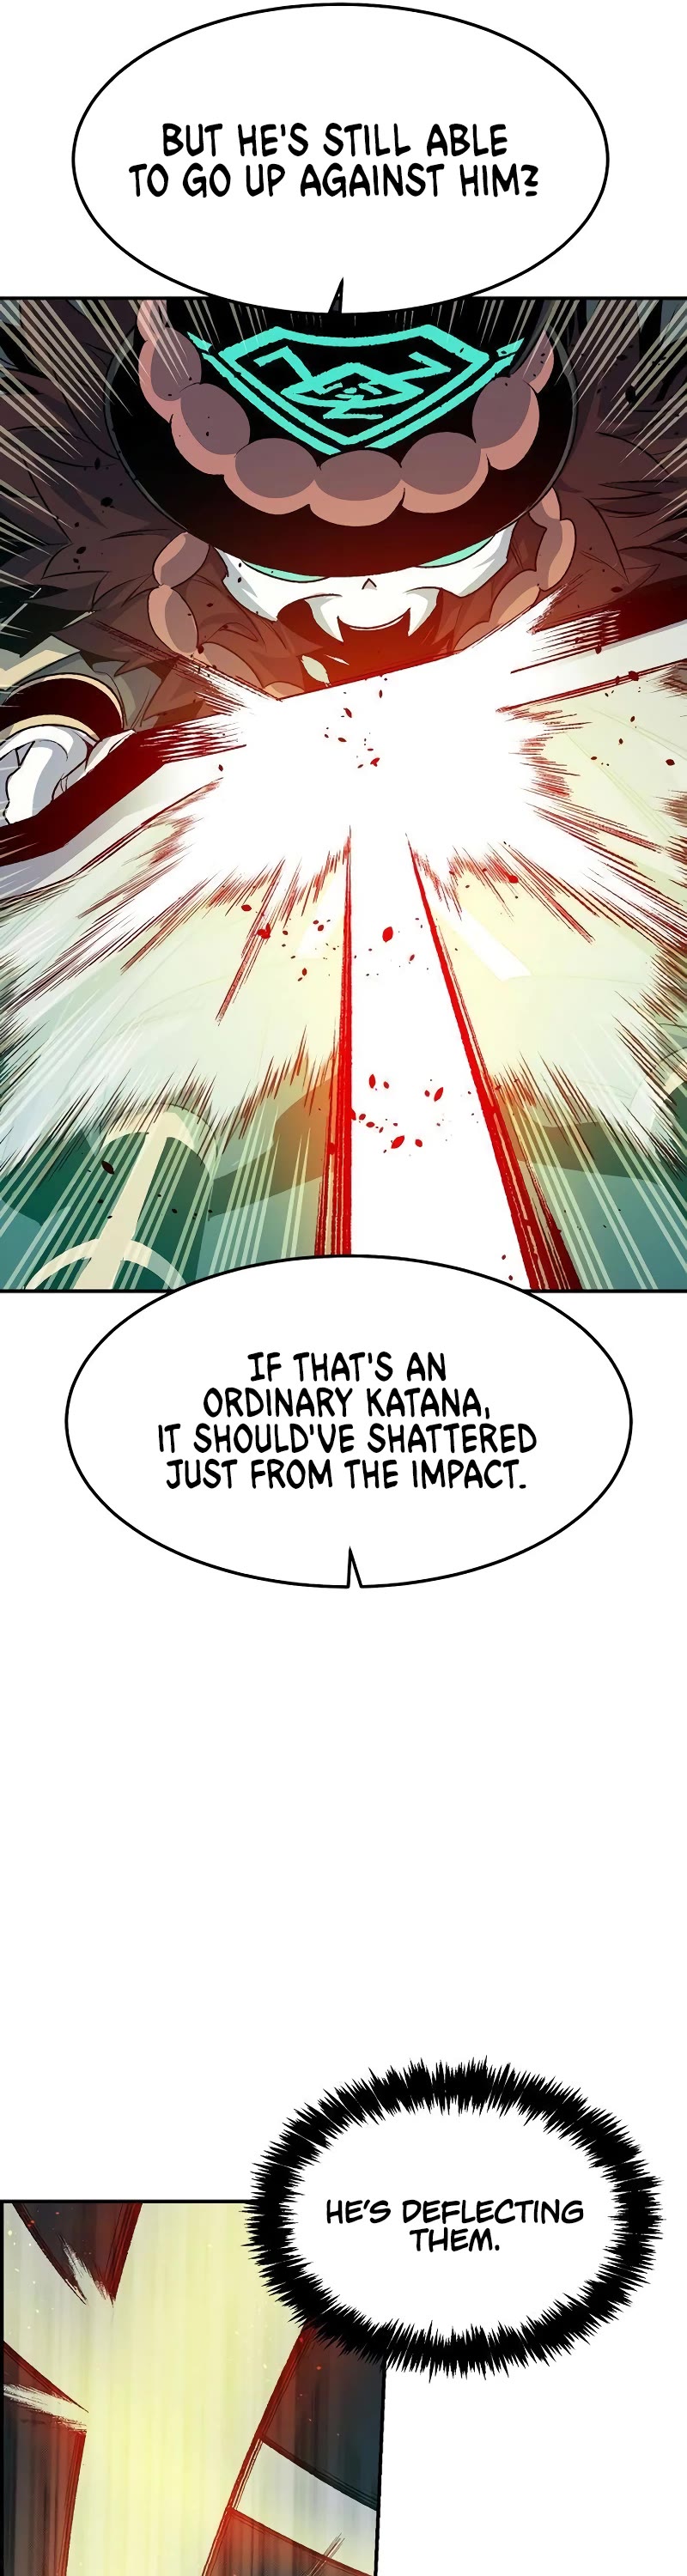 BUT HE'S STILL ABLE
TO GO UP AGAINST HIM?
IF THAT'S AN
ORDINARY KATANA,
IT SHOULD'VE SHATTERED
JUST FROM THE IMPACT.
HE'S DEFLECTING
THEM.